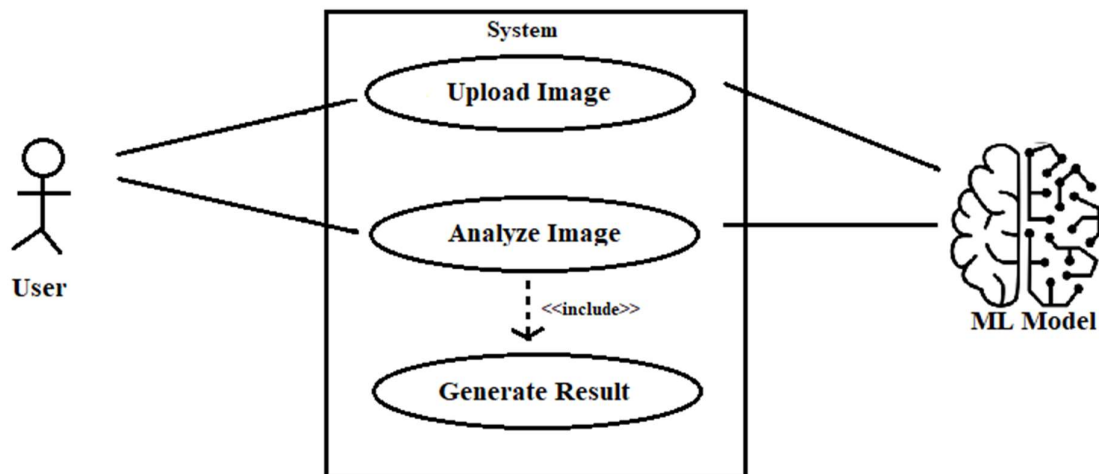 System
Upload Image
Analyze Image
User
<<include>>
ML Model
Generate Result